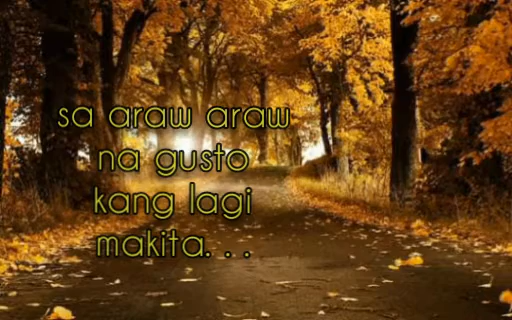 sa araw araw
na gusto
kang lagi
makita. . .